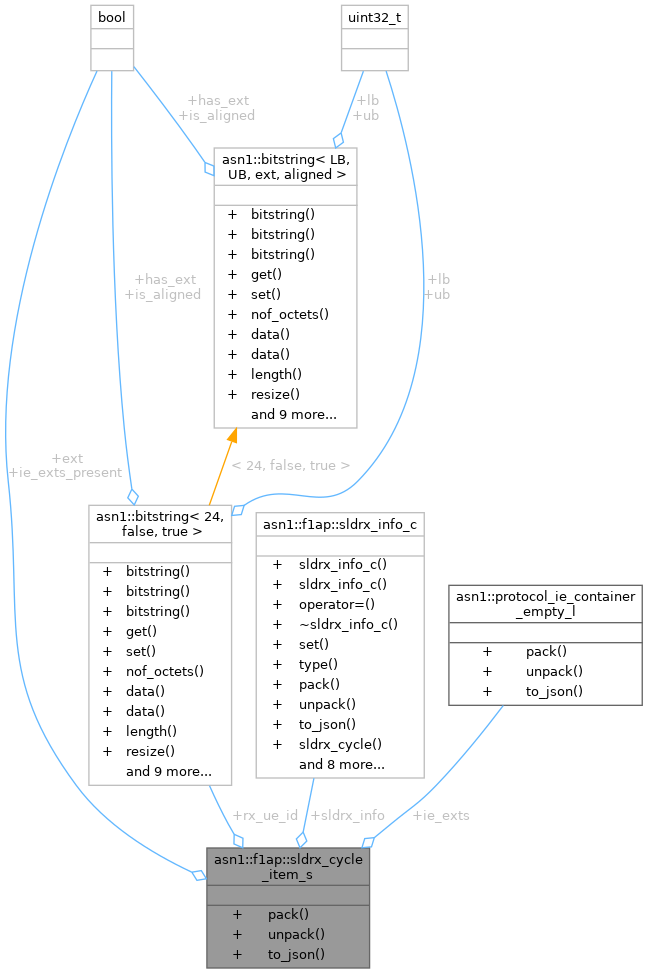 bool
uint32_t
+has_ext
+is_aligned
+lb
+ub
asn1::bitstring< LB,
UB, ext, aligned >
+ bitstring()
+ bitstring()
+ bitstring()
+ get()
+ set()
+ nof_octets()
+ data()
+ data()
+ length()
+ resize()
and 9 more...
+has_ext
+is_aligned
+lb
+ub
+ext
+ie_exts_present
< 24, false, true >
asn1::bitstring< 24,
false, true >
+ bitstring()
+ bitstring()
+ bitstring()
+ get()
+ set()
+ nof_octets()
+ data()
+ data()
+ length()
+ resize()
and 9 more...
asn1::f1ap::sldrx_info_c
+ sldrx_info_c()
+ sldrx_info_c()
+ operator=()
+ ~sldrx_info_c()
+ set()
+ type()
+ pack()
+ unpack()
+ to_json()
+ sldrx_cycle()
and 8 more...
asn1::protocol_ie_container
_empty_l
+ pack()
+ unpack()
+ to_json()
+rx_ue_id
+sldrx_info
+ie_exts
asn1::f1ap::sldrx_cycle
_item_s
+ pack()
+ unpack()
+ to_json()